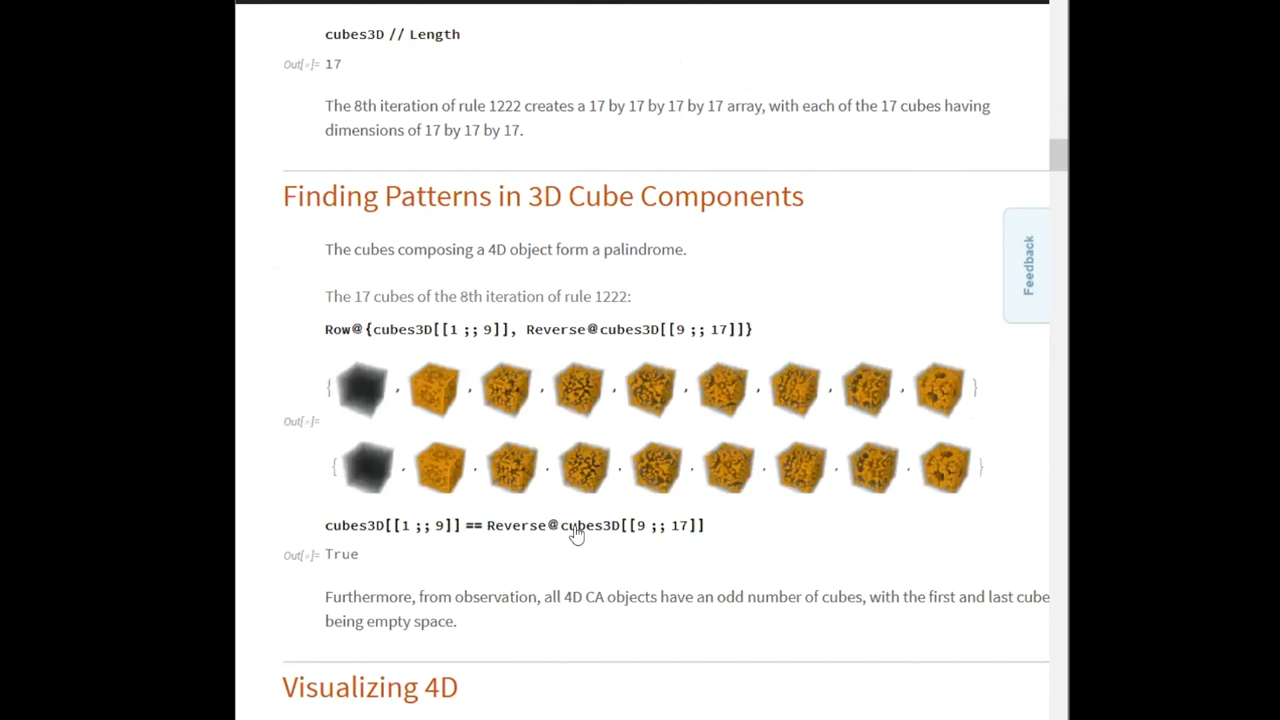 cubes3D // Length
Out[•]= 17
The 8th iteration of rule 1222 creates a 17 by 17 by 17 by 17 array, with each of the 17 cubes having
dimensions of 17 by 17 by 17.
Finding Patterns in 3D Cube Components
The cubes composing a 4D object form a palindrome.
Feedback
The 17 cubes of the 8th iteration of rule 1222:
Row@{cubes3D[[1 ;; 9]], Reverse@cubes3D[[9 ;; 17]]}
{ , , , , , , , , }
Out[•]=
{ , , , , , , , , }
cubes3D[[1 ;; 9]] == Reverse@cubes3D[[9 ;; 17]]
Out[•]= True
Furthermore, from observation, all 4D CA objects have an odd number of cubes, with the first and last cube
being empty space.
Visualizing 4D